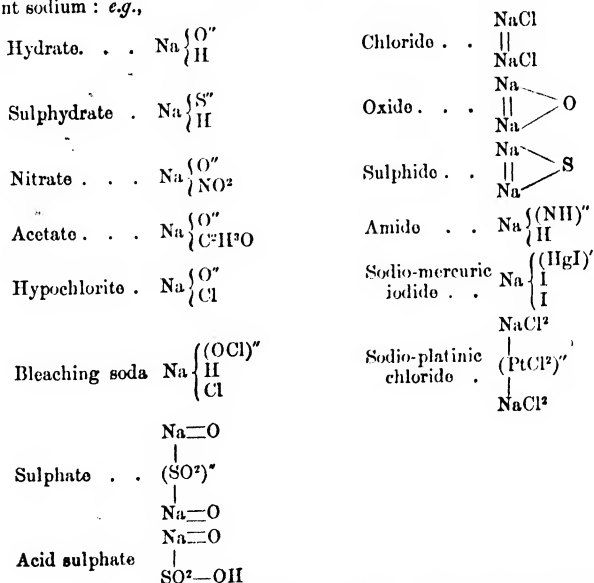 nt sodium : e.g.,
Hydrate. . . Na {O″
H
Sulphydrate . Na {S″
H
Nitrate . . . Na {O″
NO²
Acetate . . . Na {O″
C²H³O
Hypochlorite . Na {O″
Cl
Bleaching soda Na {(OCl)″
H
Cl
Na=O
|
Sulphate . . (SO²)″
|
Na=O
Na=O
|
Acid sulphate
SO²—OH
NaCl
Chloride . . ||
NaCl
Na
Oxide . . . || O
Na
Na
Sulphide . || S
Na
Amide . . Na {(NH)″
H
Sodio-mercuric iodide . . Na {(HgI)′
I
I
NaCl²
|
Sodio-platinic chloride . (PtCl²)″
|
NaCl²